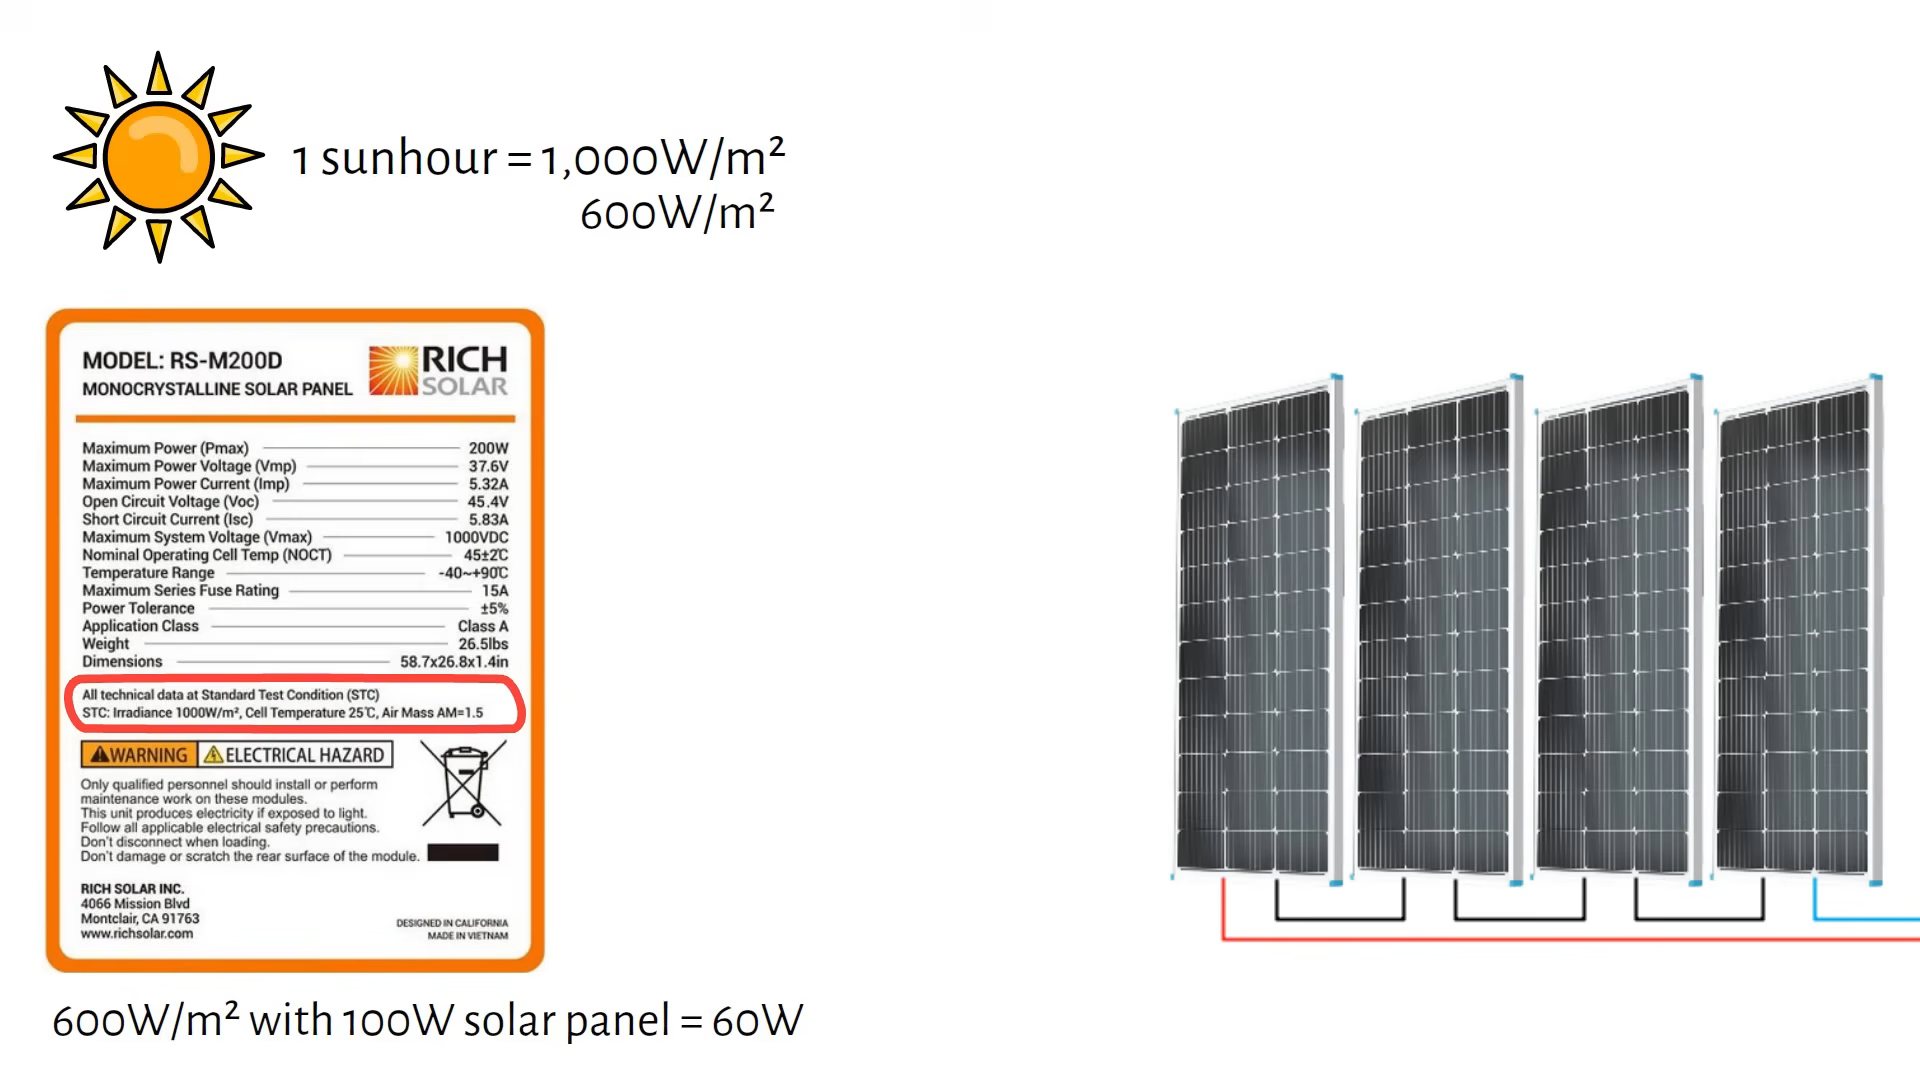 1 sunhour = 1,000W/m²
600W/m²
MODEL: RS-M200D
MONOCRYSTALLINE SOLAR PANEL
RICH
SOLAR
Maximum Power (Pmax) 200W
Maximum Power Voltage (Vmp) 37.6V
Maximum Power Current (Imp) 5.32A
Open Circuit Voltage (Voc) 45.4V
Short Circuit Current (Isc) 5.83A
Maximum System Voltage (Vmax) 1000VDC
Nominal Operating Cell Temp (NOCT) 45±2℃
Temperature Range -40~+90℃
Maximum Series Fuse Rating 15A
Power Tolerance ±5%
Application Class Class A
Weight 26.5lbs
Dimensions 58.7x26.8x1.4in
All technical data at Standard Test Condition (STC)
STC: Irradiance 1000W/m², Cell Temperature 25℃, Air Mass AM=1.5
WARNING ELECTRICAL HAZARD
Only qualified personnel should install or perform
maintenance work on these modules.
This unit produces electricity if exposed to light.
Follow all applicable electrical safety precautions.
Don't disconnect when loading.
Don't damage or scratch the rear surface of the module.
RICH SOLAR INC.
4066 Mission Blvd
Montclair, CA 91763
www.richsolar.com
DESIGNED IN CALIFORNIA
MADE IN VIETNAM
600W/m² with 100W solar panel = 60W